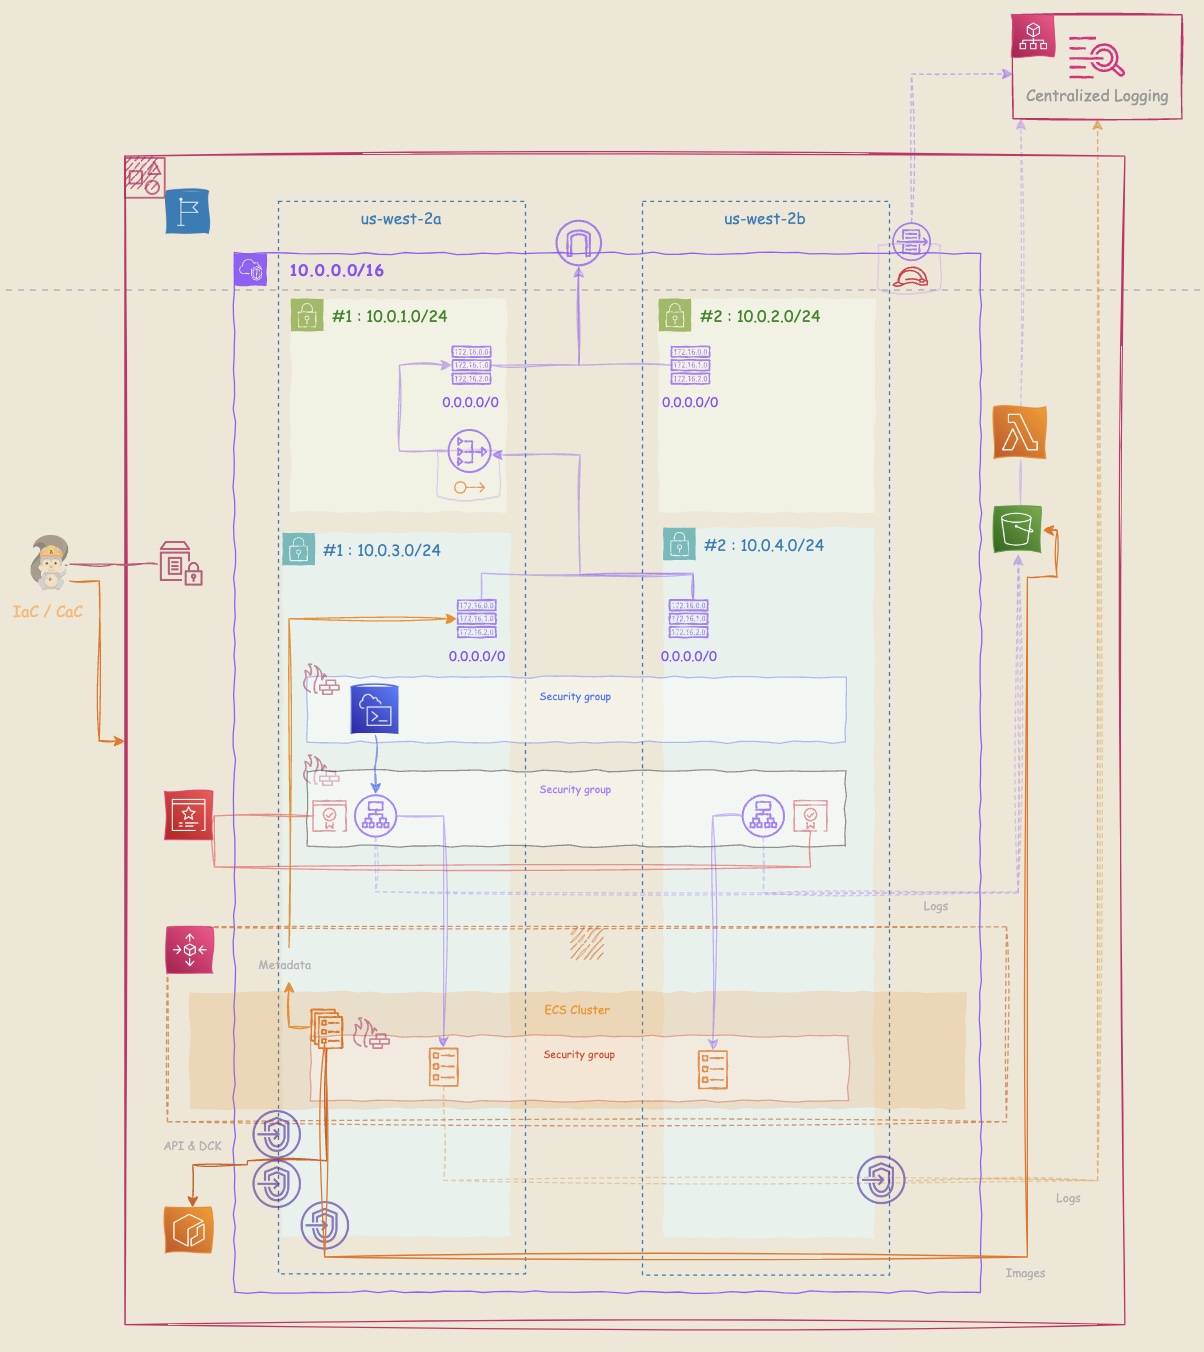 Centralized Logging
us-west-2a
us-west-2b
10.0.0.0/16
#1 : 10.0.1.0/24
#2 : 10.0.2.0/24
172.16.0.0
172.16.1.0
172.16.2.0
172.16.0.0
172.16.1.0
172.16.2.0
0.0.0.0/0
0.0.0.0/0
#1 : 10.0.3.0/24
#2 : 10.0.4.0/24
IaC / CaC
172.16.0.0
172.16.1.0
172.16.2.0
172.16.0.0
172.16.1.0
172.16.2.0
0.0.0.0/0
0.0.0.0/0
Security group
Security group
Logs
Metadata
ECS Cluster
Security group
API & DCK
Logs
Images